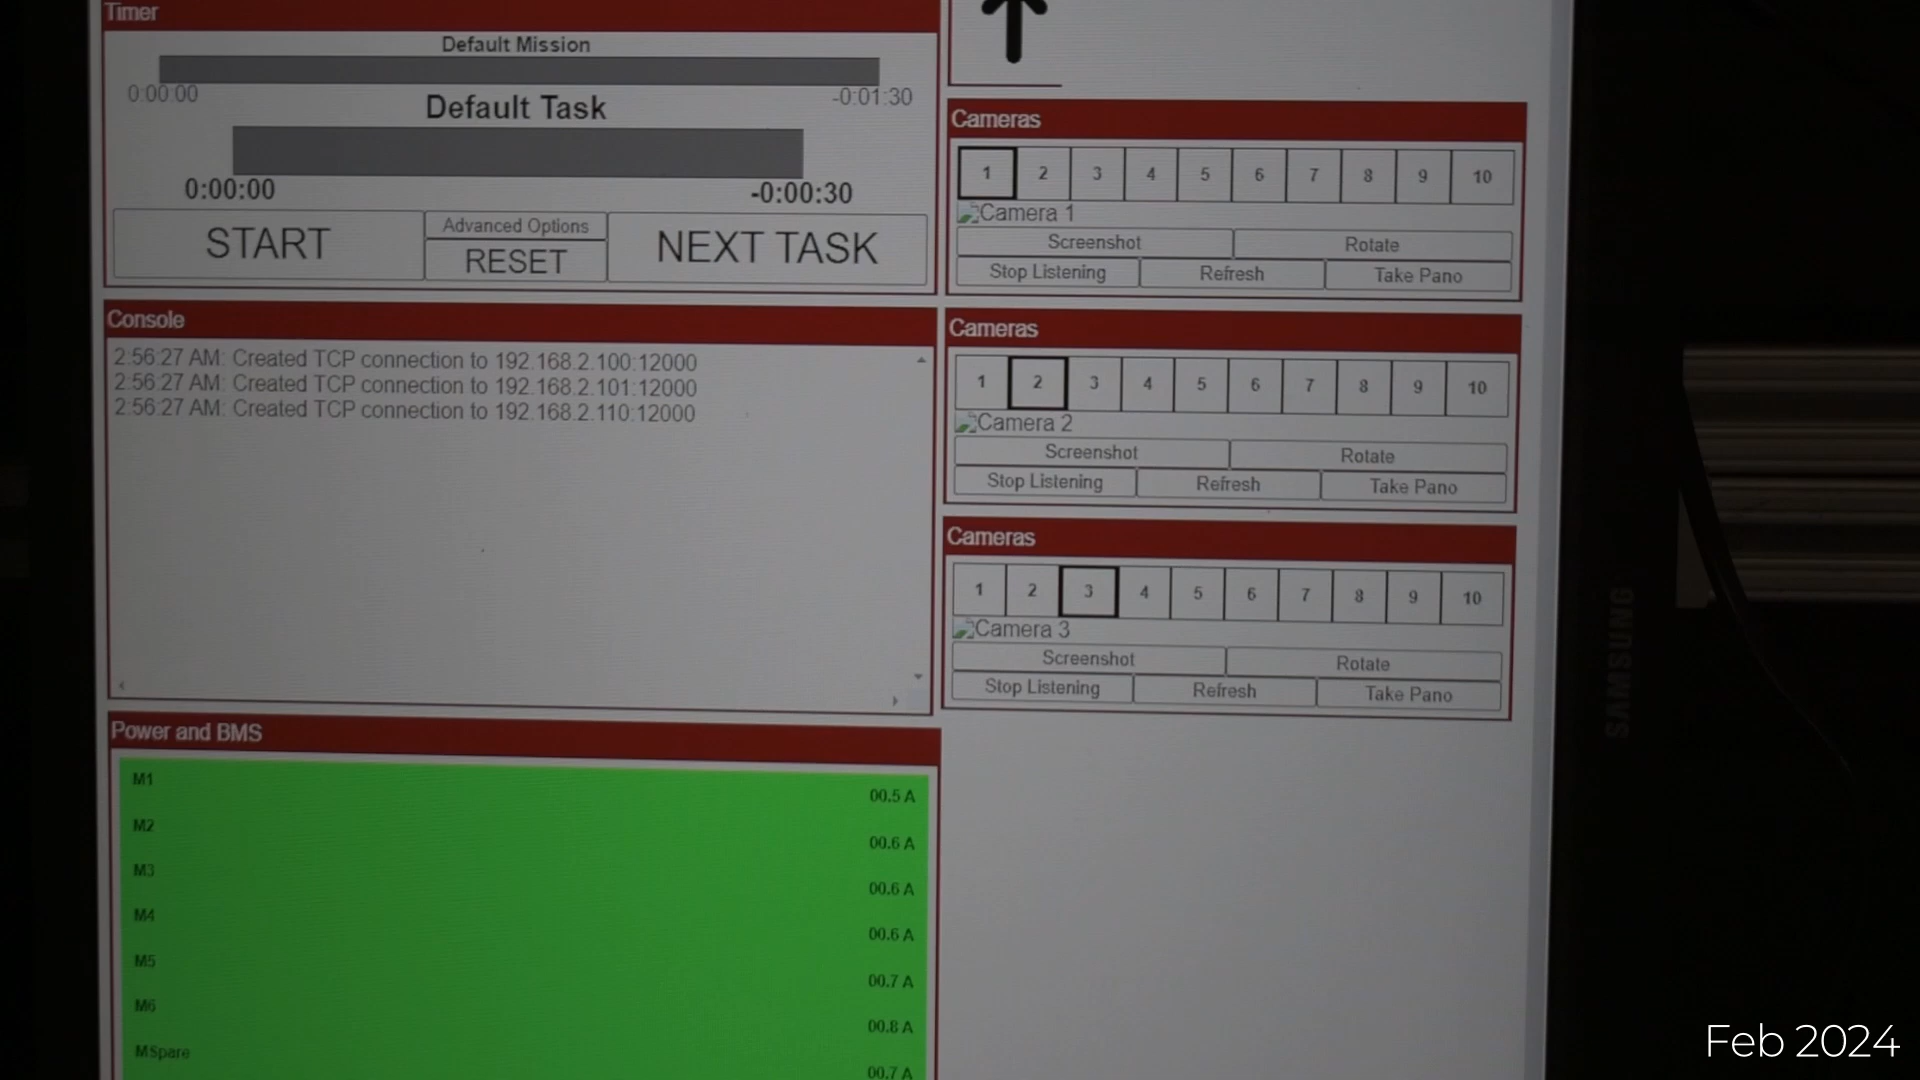 Timer
Default Mission
0:00:00
-0:01:30
Default Task
0:00:00
-0:00:30
START
Advanced Options
RESET
NEXT TASK
Console
2:56:27 AM: Created TCP connection to 192.168.2.100:12000
2:56:27 AM: Created TCP connection to 192.168.2.101:12000
2:56:27 AM: Created TCP connection to 192.168.2.110:12000
Power and BMS
M1
00.5 A
M2
00.6 A
M3
00.6 A
M4
00.6 A
M5
00.7 A
M6
00.8 A
MSpare
00.7 A
Cameras
1 2 3 4 5 6 7 8 9 10
Camera 1
Screenshot Rotate
Stop Listening Refresh Take Pano
Cameras
1 2 3 4 5 6 7 8 9 10
Camera 2
Screenshot Rotate
Stop Listening Refresh Take Pano
Cameras
1 2 3 4 5 6 7 8 9 10
Camera 3
Screenshot Rotate
Stop Listening Refresh Take Pano
SAMSUNG
Feb 2024